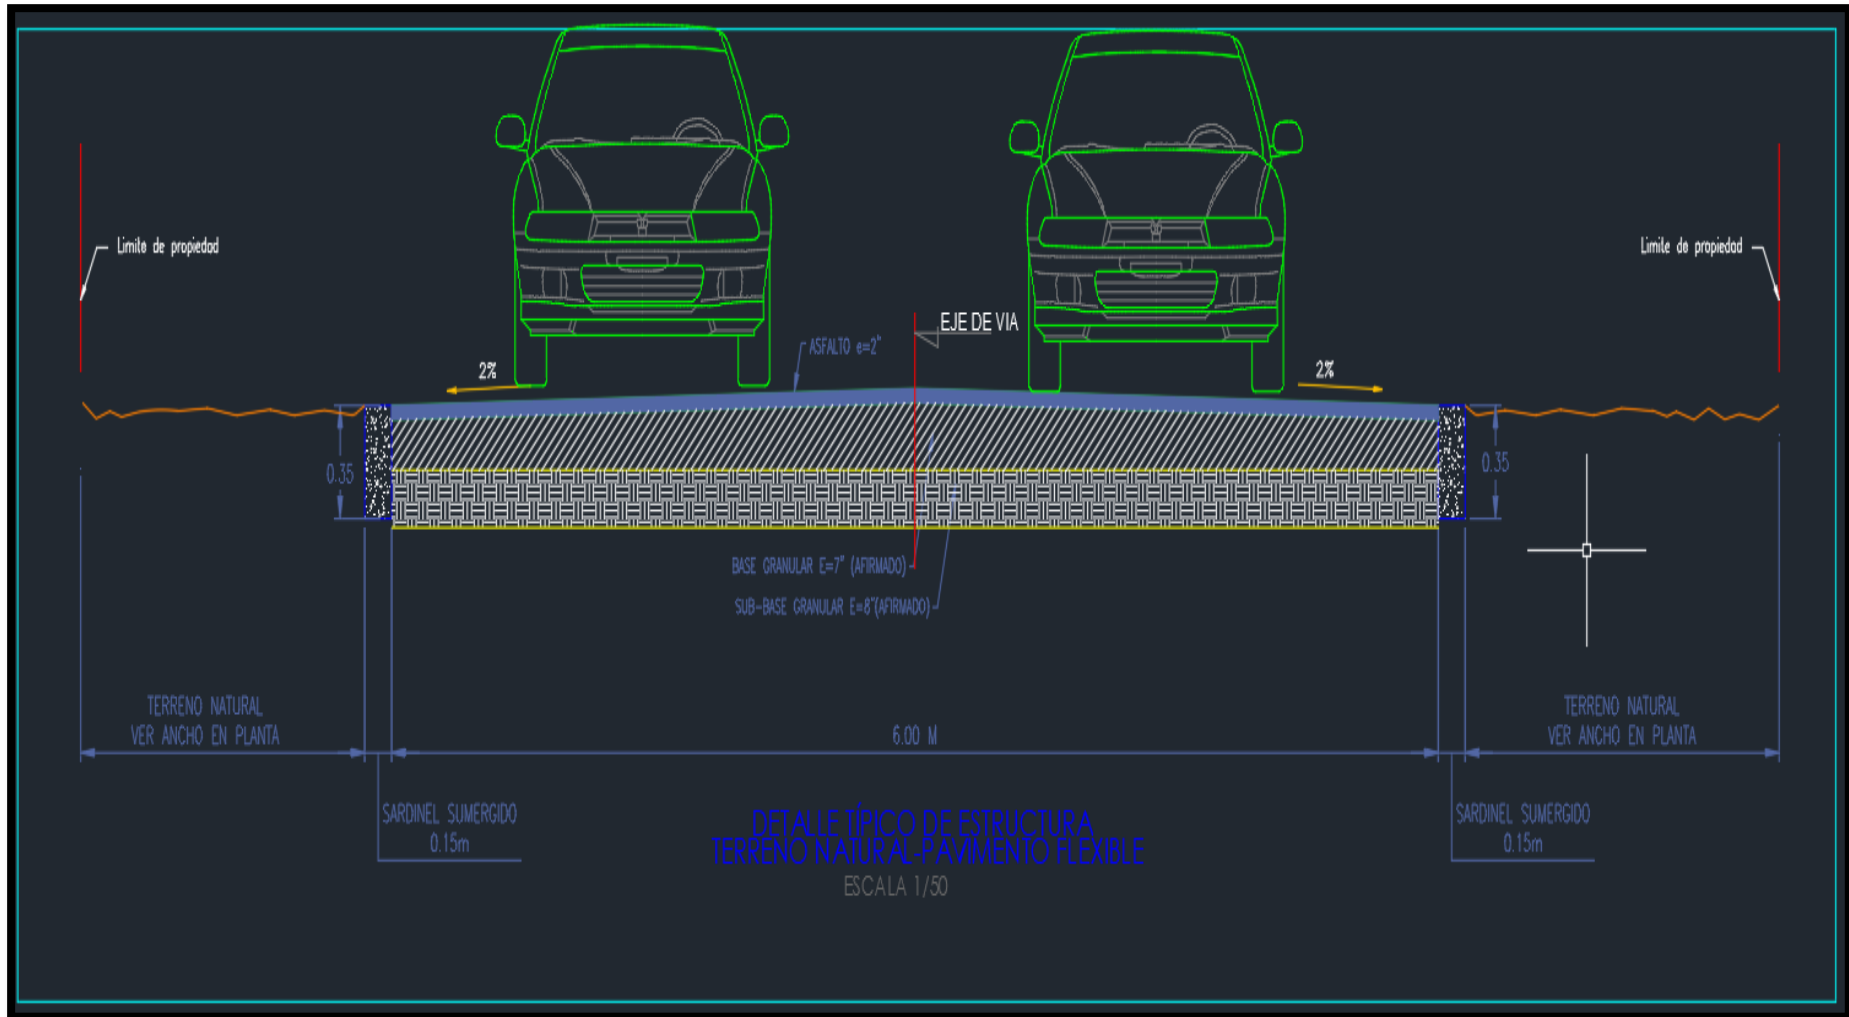 Limite de propiedad
Limite de propiedad
EJE DE VIA
ASFALTO e=2"
2%
2%
0.35
0.35
BASE GRANULAR E=7" (AFIRMADO)
SUB-BASE GRANULAR E=8"(AFIRMADO)
TERRENO NATURAL
VER ANCHO EN PLANTA
6.00 M
TERRENO NATURAL
VER ANCHO EN PLANTA
SARDINEL SUMERGIDO
0.15m
SARDINEL SUMERGIDO
0.15m
DETALLE TÍPICO DE ESTRUCTURA
TERRENO NATURAL-PAVIMENTO FLEXIBLE
ESCALA 1/50